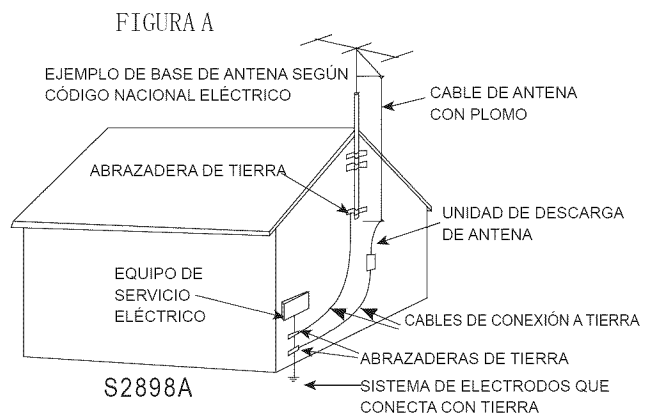 FIGURA A
EJEMPLO DE BASE DE ANTENA SEGÚN
CÓDIGO NACIONAL ELÉCTRICO
CABLE DE ANTENA
CON PLOMO
ABRAZADERA DE TIERRA
UNIDAD DE DESCARGA
DE ANTENA
EQUIPO DE
SERVICIO
ELÉCTRICO
CABLES DE CONEXIÓN A TIERRA
ABRAZADERAS DE TIERRA
S2898A
SISTEMA DE ELECTRODOS QUE
CONECTA CON TIERRA